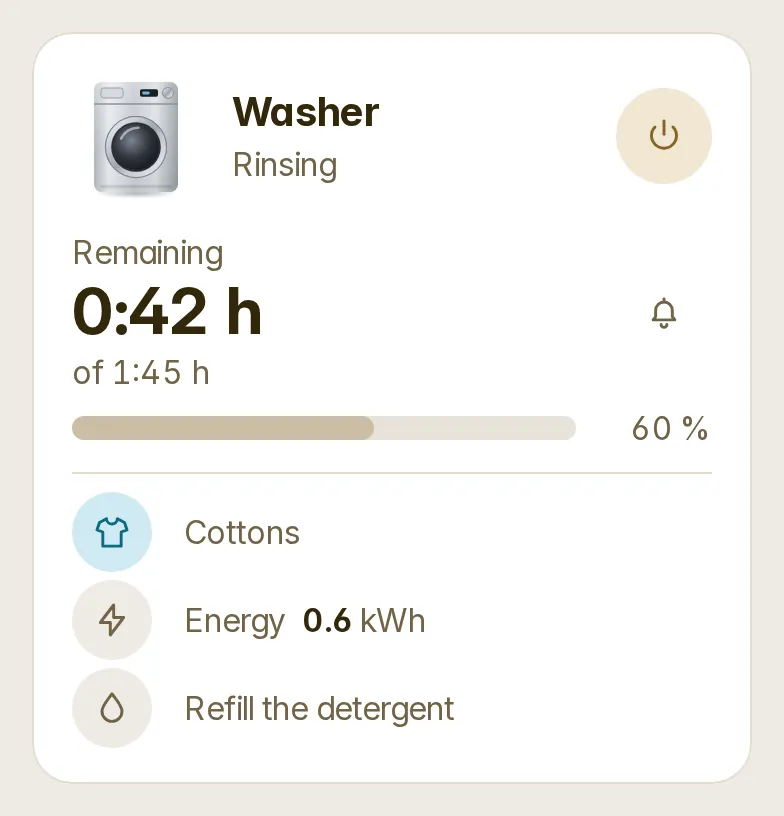 Washer
Rinsing
Remaining
0:42 h
of 1:45 h
60 %
Cottons
Energy 0.6 kWh
Refill the detergent